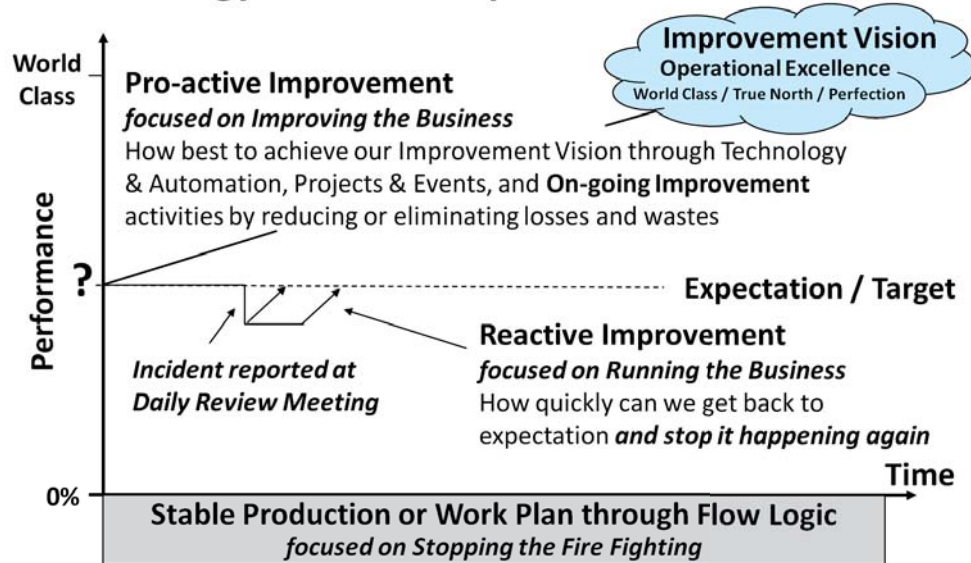 Improvement Vision
Operational Excellence
World Class / True North / Perfection
World
Class
Pro-active Improvement
focused on Improving the Business
How best to achieve our Improvement Vision through Technology
& Automation, Projects & Events, and On-going Improvement
activities by reducing or eliminating losses and wastes
Performance
?
Expectation / Target
Incident reported at
Daily Review Meeting
Reactive Improvement
focused on Running the Business
How quickly can we get back to
expectation and stop it happening again
Time
0%
Stable Production or Work Plan through Flow Logic
focused on Stopping the Fire Fighting